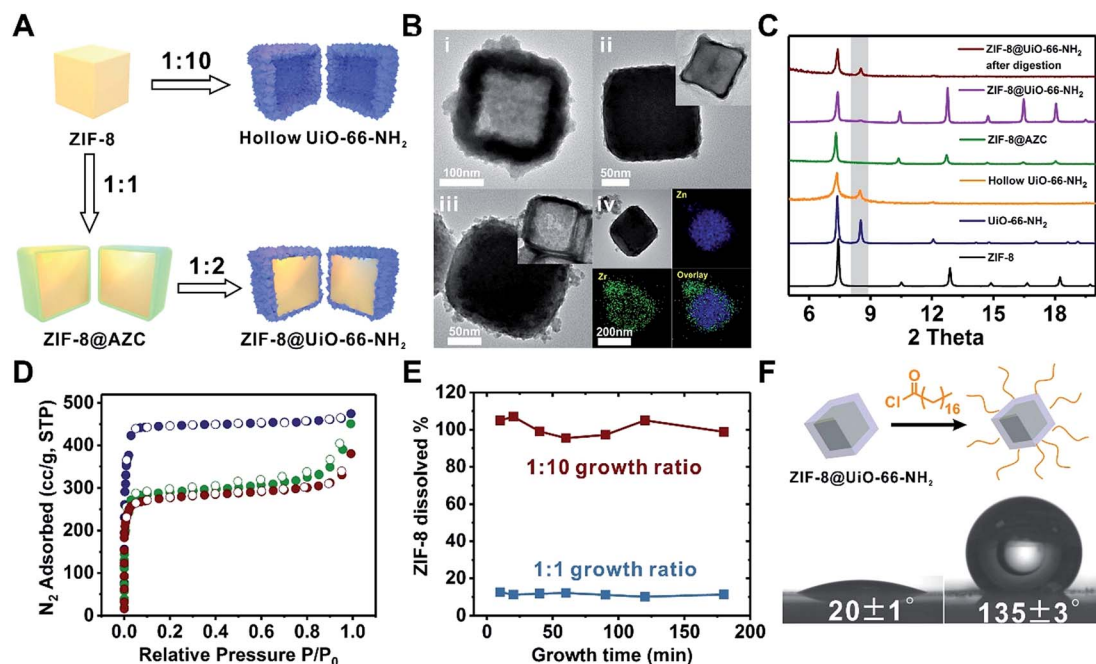 A
ZIF-8
1:10
Hollow UiO-66-NH₂
1:1
ZIF-8@AZC
1:2
ZIF-8@UiO-66-NH₂
B
i
100nm
ii
50nm
iii
50nm
iv
Zn
Zr
Overlay
200nm
C
ZIF-8@UiO-66-NH₂
after digestion
ZIF-8@UiO-66-NH₂
ZIF-8@AZC
Hollow UiO-66-NH₂
UiO-66-NH₂
ZIF-8
6 9 12 15 18
2 Theta
D
N₂ Adsorbed (cc/g, STP)
500
400
300
200
100
0
0.0 0.2 0.4 0.6 0.8 1.0
Relative Pressure P/P₀
E
ZIF-8 dissolved %
120
100
80
60
40
20
0
1:10 growth ratio
1:1 growth ratio
0 40 80 120 160 200
Growth time (min)
F
O
Cl
16
ZIF-8@UiO-66-NH₂
20±1°
135±3°